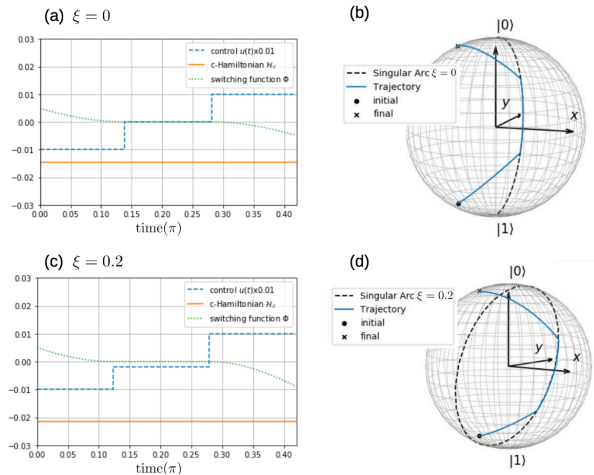 (a) ξ = 0
0.03
0.02
0.01
0.00
−0.01
−0.02
−0.03
control u(t)x0.01
c-Hamiltonian ℋc
switching function Φ
0.00 0.05 0.10 0.15 0.20 0.25 0.30 0.35 0.40
time(π)
(b)
|0⟩
Singular Arc ξ = 0
Trajectory
initial
final
y
x
|1⟩
(c) ξ = 0.2
0.03
0.02
0.01
0.00
−0.01
−0.02
−0.03
control u(t)x0.01
c-Hamiltonian ℋc
switching function Φ
0.00 0.05 0.10 0.15 0.20 0.25 0.30 0.35 0.40
time(π)
(d)
|0⟩
Singular Arc ξ = 0.2
Trajectory
initial
final
y
x
|1⟩